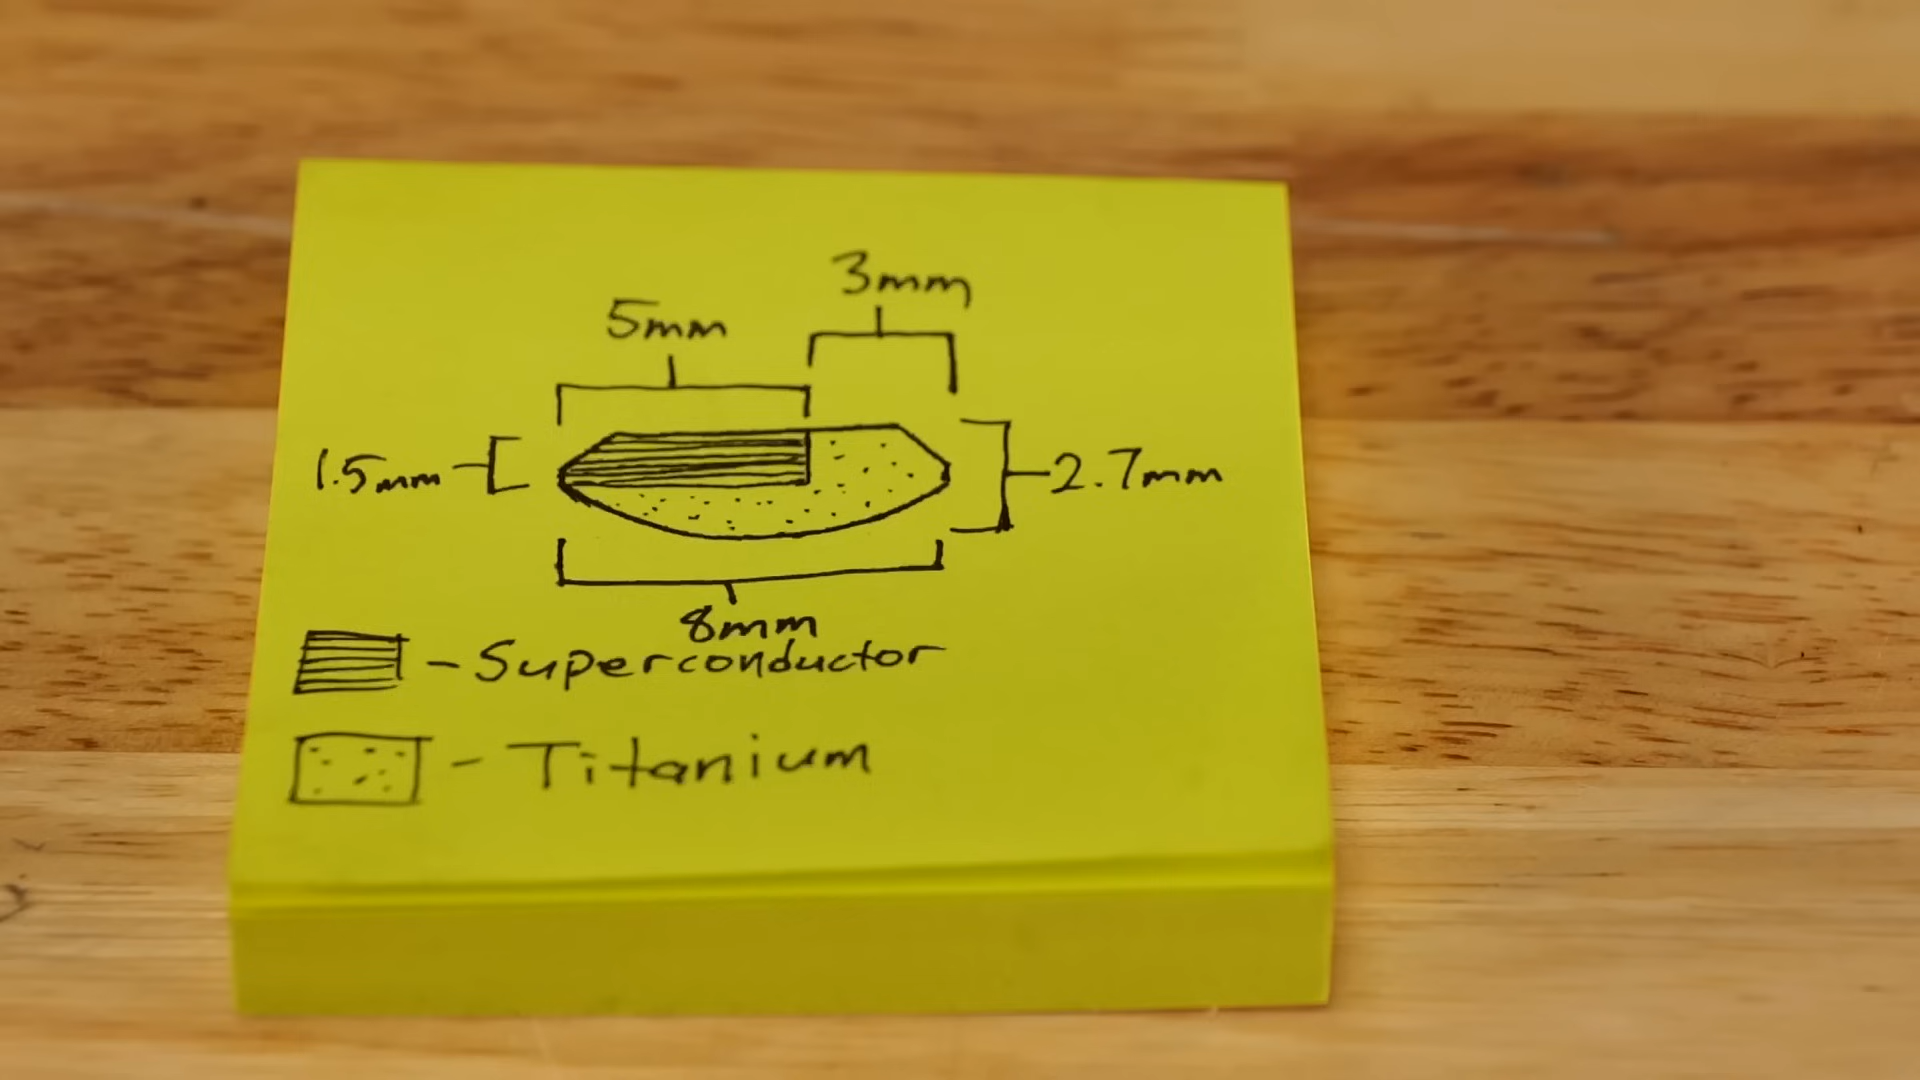 3mm
5mm
1.5mm
2.7mm
8mm
- Superconductor
- Titanium